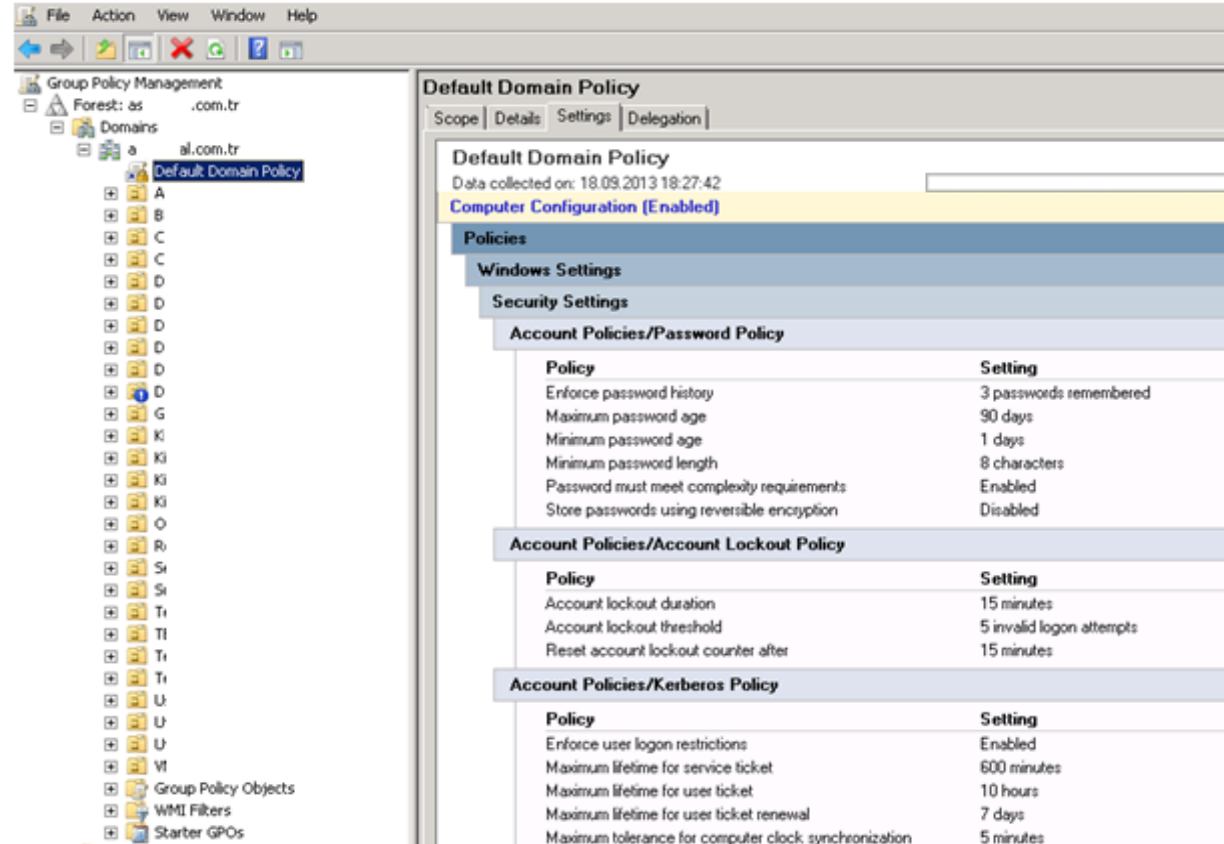 File Action View Window Help
Group Policy Management
Forest: as .com.tr
Domains
a al.com.tr
Default Domain Policy
A
B
C
C
D
D
D
D
D
D
G
Ki
Ki
Ki
O
Te
Group Policy Objects
WMI Filters
Starter GPOs
Default Domain Policy
Scope Details Settings Delegation
Default Domain Policy
Data collected on: 18.09.2013 18:27:42
Computer Configuration (Enabled)
Policies
Windows Settings
Security Settings
Account Policies/Password Policy
Policy Setting
Enforce password history 3 passwords remembered
Maximum password age 90 days
Minimum password age 1 days
Minimum password length 8 characters
Password must meet complexity requirements Enabled
Store passwords using reversible encryption Disabled
Account Policies/Account Lockout Policy
Policy Setting
Account lockout duration 15 minutes
Account lockout threshold 5 invalid logon attempts
Reset account lockout counter after 15 minutes
Account Policies/Kerberos Policy
Policy Setting
Enforce user logon restrictions Enabled
Maximum lifetime for service ticket 600 minutes
Maximum lifetime for user ticket 10 hours
Maximum lifetime for user ticket renewal 7 days
Maximum tolerance for computer clock synchronization 5 minutes